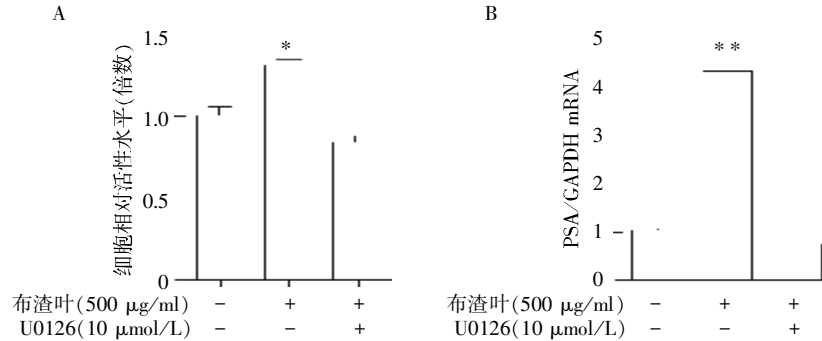 A
细胞相对活性水平(倍数)
1.5
1.0
0.5
0
*
布渣叶(500 μg/ml) − + +
U0126(10 μmol/L) − − +
B
PSA/GAPDH mRNA
5
4
3
2
1
0
**
布渣叶(500 μg/ml) − + +
U0126(10 μmol/L) − − +